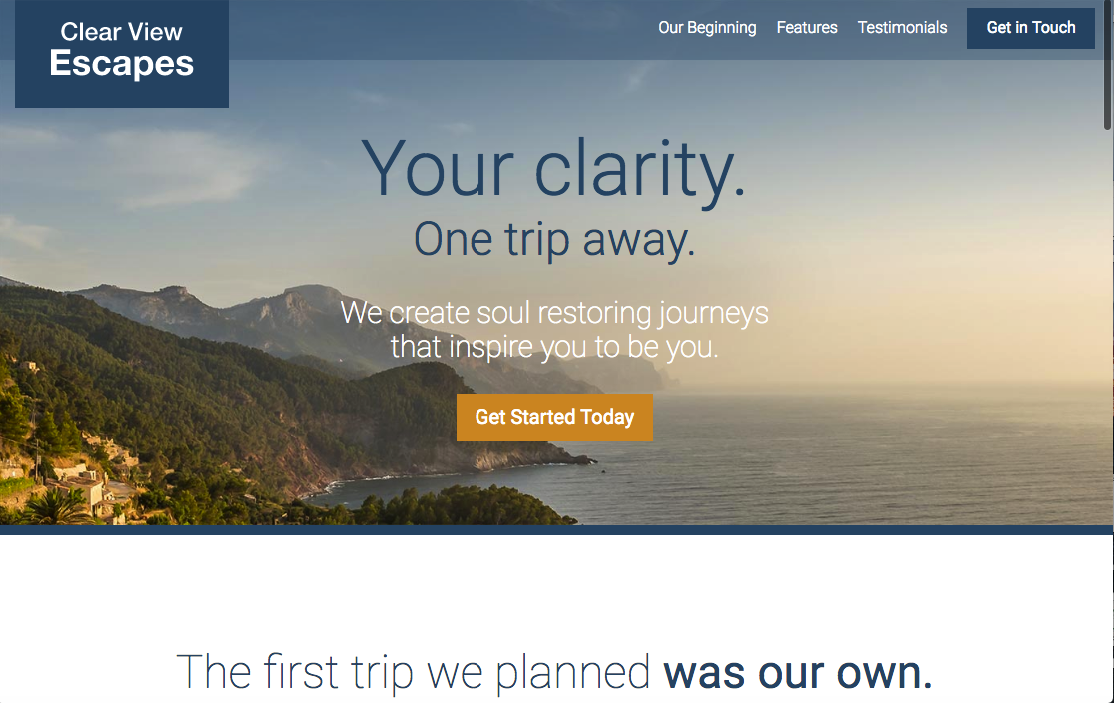 Clear View
Escapes
Our Beginning
Features
Testimonials
Get in Touch
Your clarity.
One trip away.
We create soul restoring journeys
that inspire you to be you.
Get Started Today
The first trip we planned was our own.